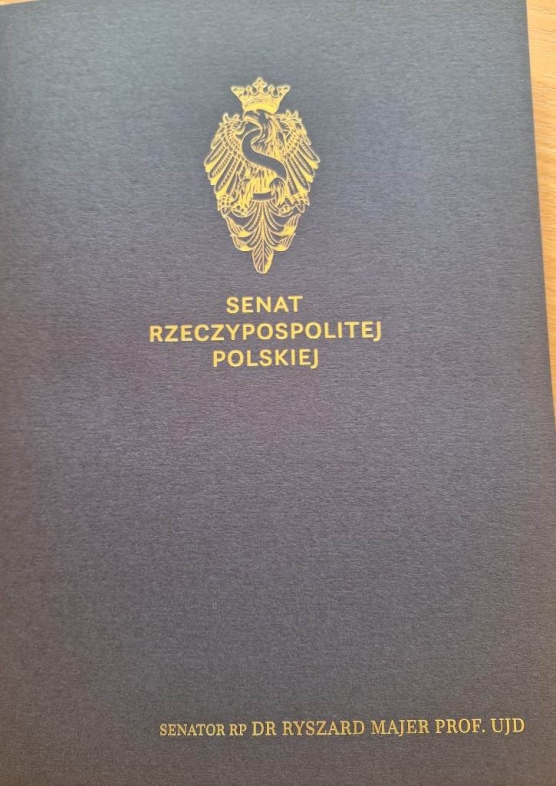 SENAT
RZECZYPOSPOLITEJ
POLSKIEJ
SENATOR RP DR RYSZARD MAJER PROF. UJD